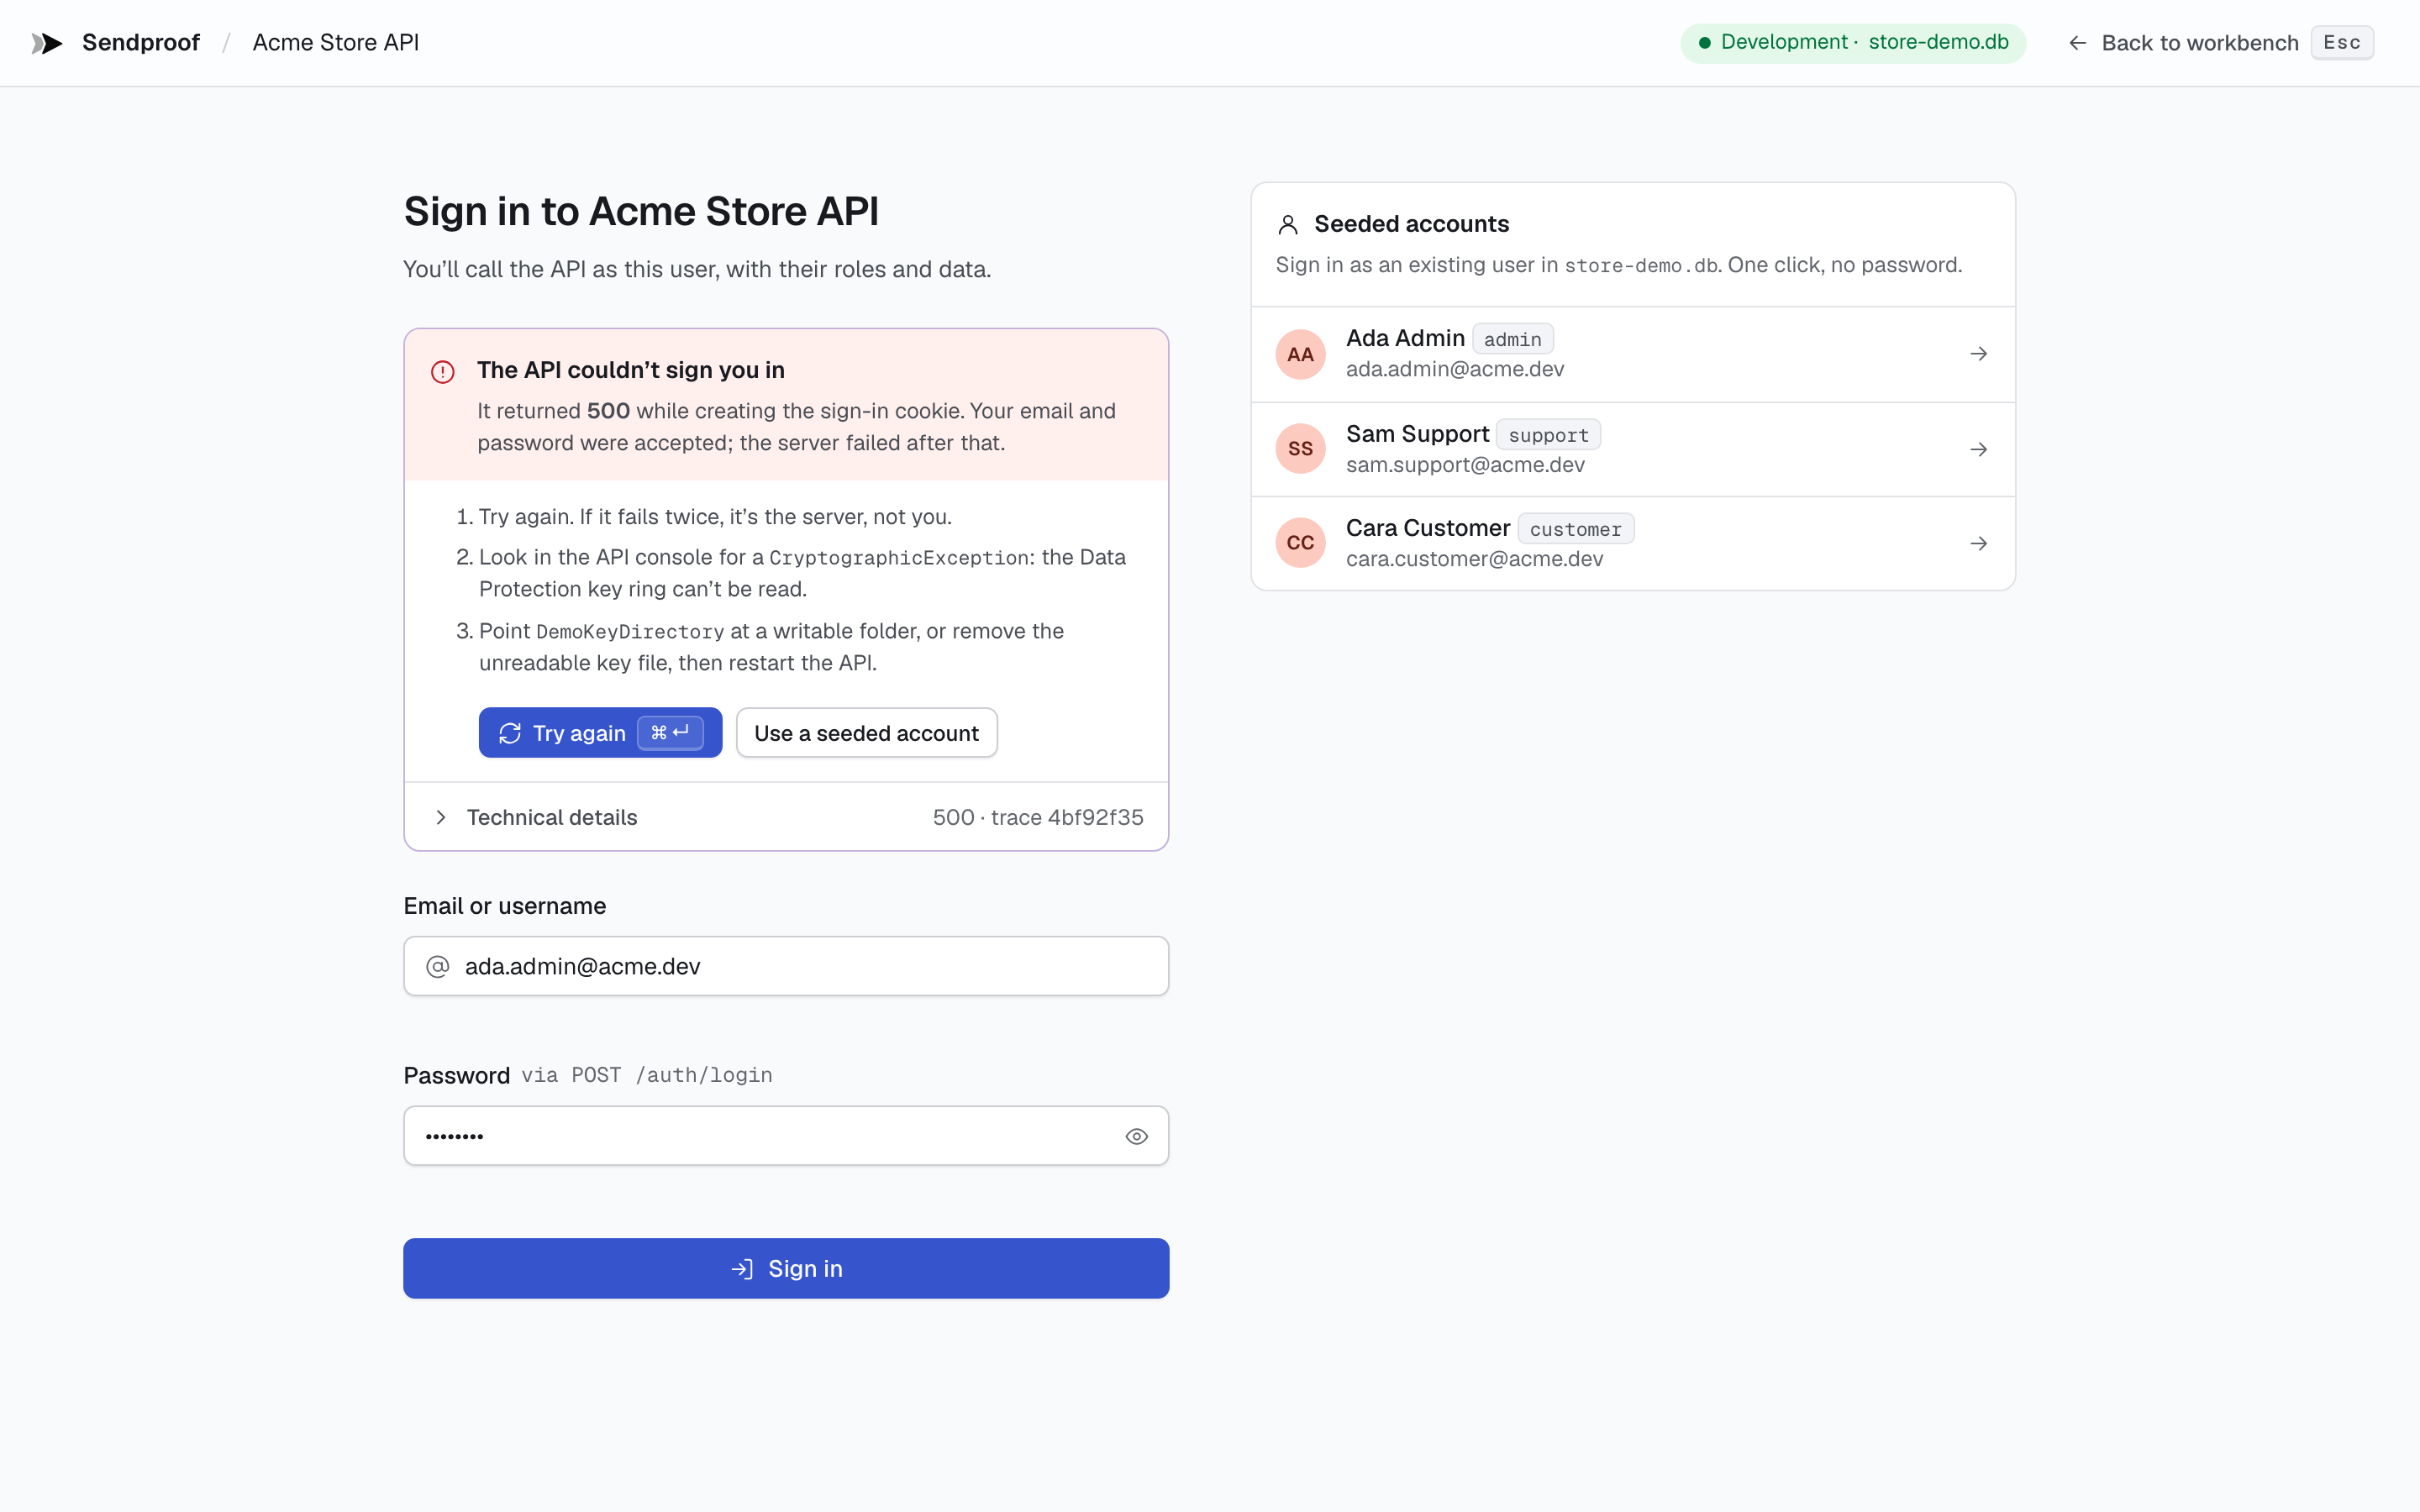 Sendproof / Acme Store API
Development · store-demo.db
← Back to workbench Esc
Sign in to Acme Store API
You’ll call the API as this user, with their roles and data.
The API couldn’t sign you in
It returned 500 while creating the sign-in cookie. Your email and
password were accepted; the server failed after that.
1. Try again. If it fails twice, it’s the server, not you.
2. Look in the API console for a CryptographicException: the Data
Protection key ring can’t be read.
3. Point DemoKeyDirectory at a writable folder, or remove the
unreadable key file, then restart the API.
Try again ⌘ ↵
Use a seeded account
Technical details
500 · trace 4bf92f35
Email or username
@ ada.admin@acme.dev
Password via POST /auth/login
••••••••
Sign in
Seeded accounts
Sign in as an existing user in store-demo.db. One click, no password.
AA
Ada Admin admin
ada.admin@acme.dev
SS
Sam Support support
sam.support@acme.dev
CC
Cara Customer customer
cara.customer@acme.dev